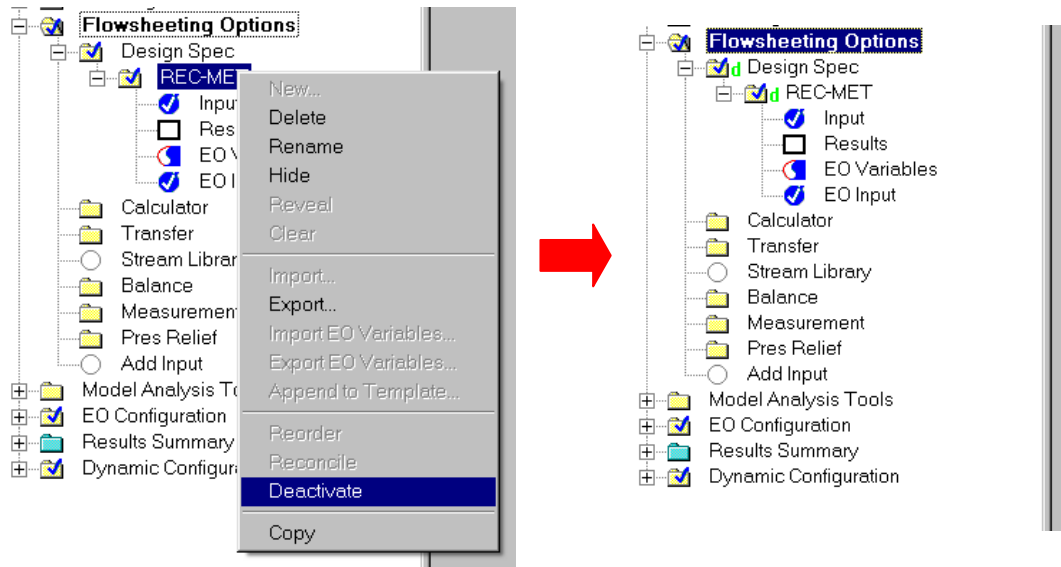 Flowsheeting Options
Design Spec
REC-MET
Inpu
Res
EO V
EO I
Calculator
Transfer
Stream Librar
Balance
Measuremen
Pres Relief
Add Input
Model Analysis To
EO Configuration
Results Summary
Dynamic Configura
New...
Delete
Rename
Hide
Reveal
Clear
Import...
Export...
Import EO Variables...
Export EO Variables...
Append to Template...
Reorder
Reconcile
Deactivate
Copy
Flowsheeting Options
d Design Spec
d REC-MET
Input
Results
EO Variables
EO Input
Calculator
Transfer
Stream Library
Balance
Measurement
Pres Relief
Add Input
Model Analysis Tools
EO Configuration
Results Summary
Dynamic Configuration